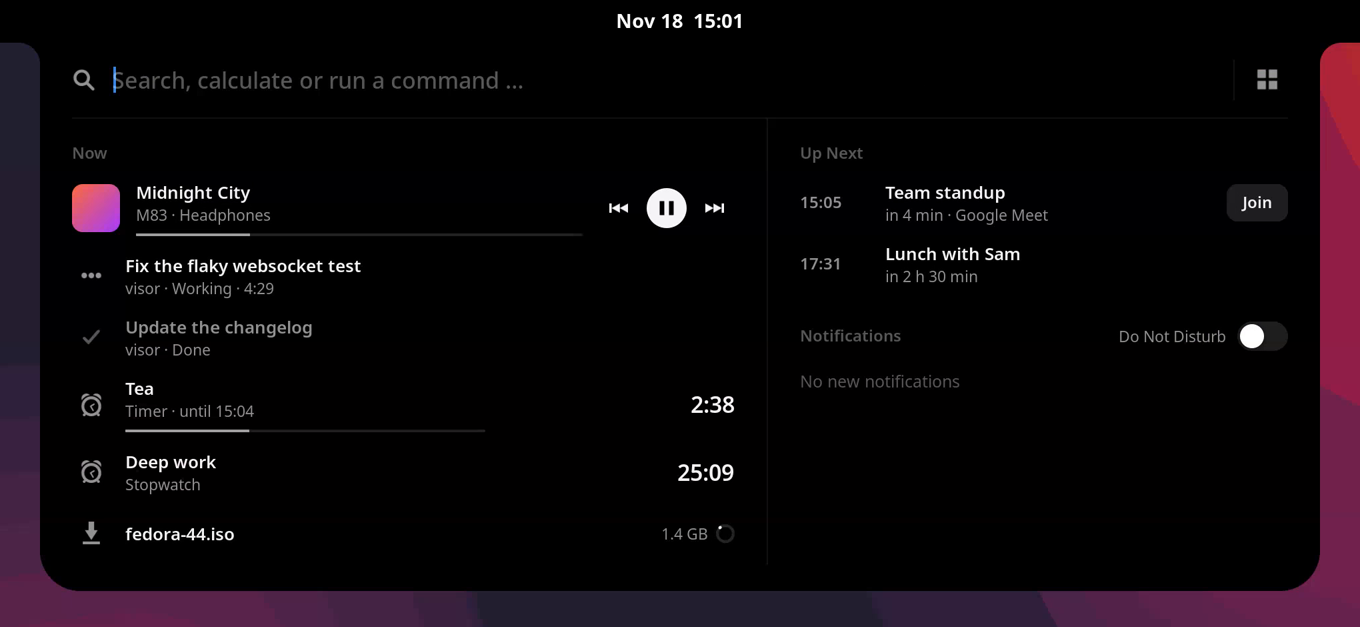 Nov 18 15:01
Search, calculate or run a command ...
Now
Midnight City
M83 · Headphones
Fix the flaky websocket test
visor · Working · 4:29
Update the changelog
visor · Done
Tea
Timer · until 15:04
2:38
Deep work
Stopwatch
25:09
fedora-44.iso
1.4 GB
Up Next
15:05
Team standup
in 4 min · Google Meet
Join
17:31
Lunch with Sam
in 2 h 30 min
Notifications
Do Not Disturb
No new notifications